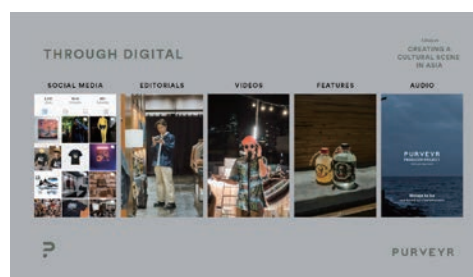 THROUGH DIGITAL
CREATING A
CULTURAL SCENE
IN ASIA
SOCIAL MEDIA
EDITORIALS
VIDEOS
FEATURES
AUDIO
PURVEYR
PURVEYR